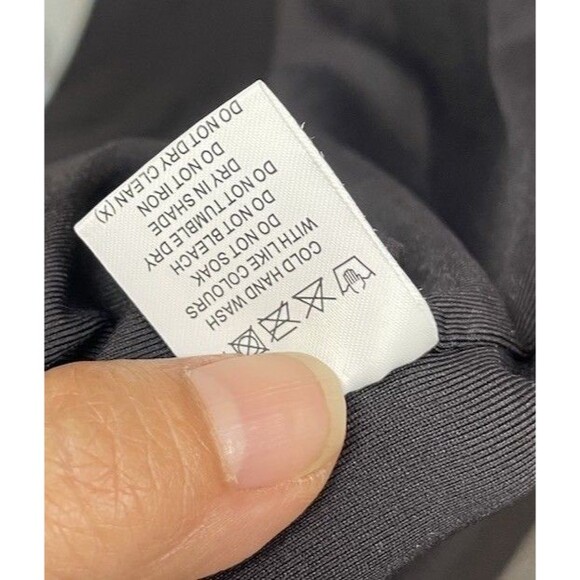 COLD HAND WASH
WITH LIKE COLOURS
DO NOT SOAK
DO NOT BLEACH
DO NOT TUMBLE DRY
DRY IN SHADE
DO NOT IRON
DO NOT DRY CLEAN (X)